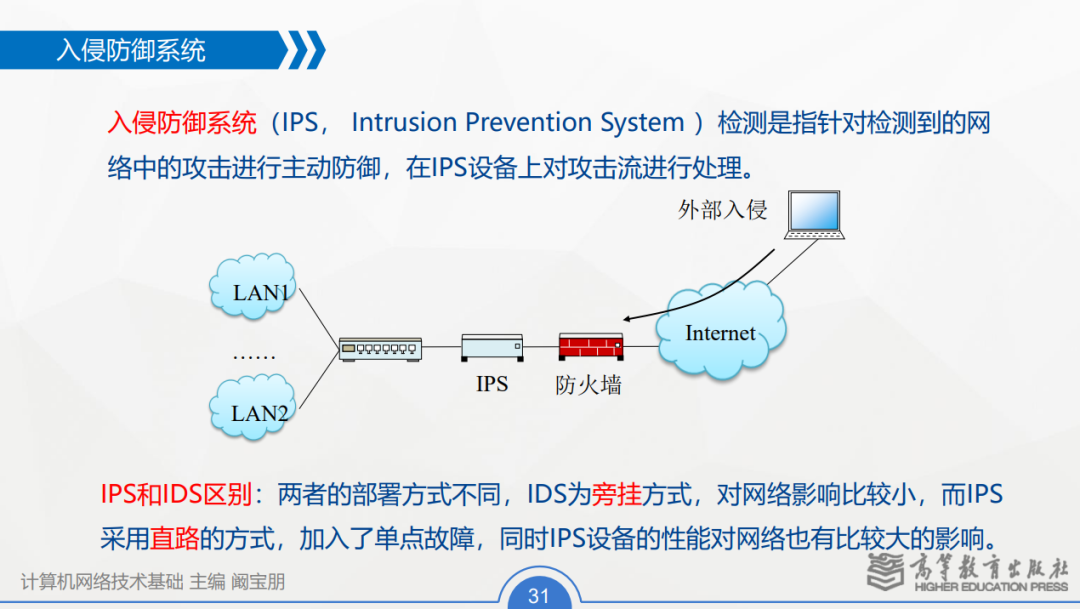 入侵防御系统
入侵防御系统（IPS， Intrusion Prevention System ）检测是指针对检测到的网
络中的攻击进行主动防御，在IPS设备上对攻击流进行处理。
外部入侵
LAN1
Internet
……
IPS
防火墙
LAN2
IPS和IDS区别：两者的部署方式不同，IDS为旁挂方式，对网络影响比较小，而IPS
采用直路的方式，加入了单点故障，同时IPS设备的性能对网络也有比较大的影响。
计算机网络技术基础 主编 阚宝朋
31
高等教育出版社
HIGHER EDUCATION PRESS